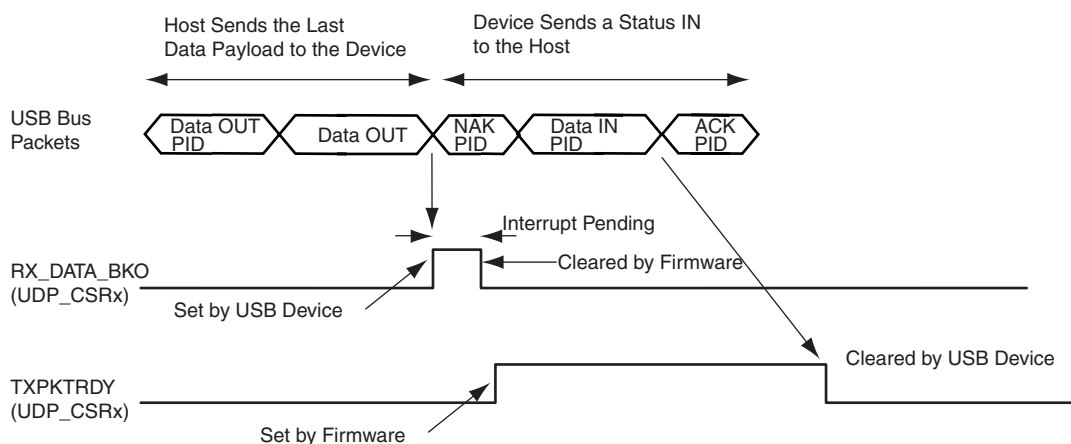 Host Sends the Last
Data Payload to the Device
Device Sends a Status IN
to the Host
USB Bus
Packets
Data OUT
PID
Data OUT
NAK
PID
Data IN
PID
ACK
PID
Interrupt Pending
RX_DATA_BKO
(UDP_CSRx)
Cleared by Firmware
Set by USB Device
Cleared by USB Device
TXPKTRDY
(UDP_CSRx)
Set by Firmware